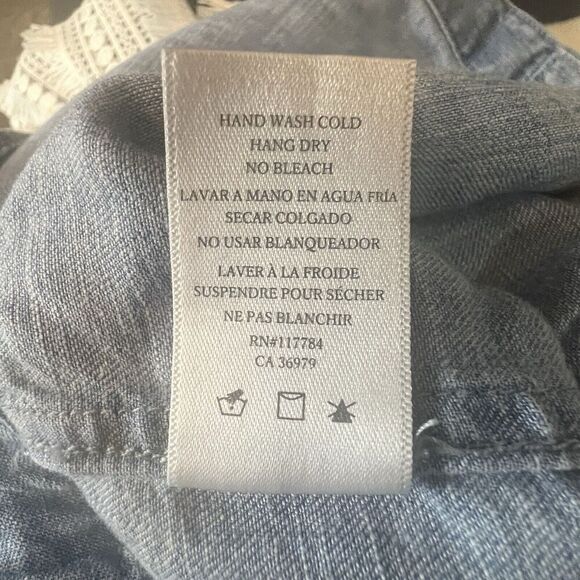 HAND WASH COLD
HANG DRY
NO BLEACH
LAVAR A MANO EN AGUA FRÍA
SECAR COLGADO
NO USAR BLANQUEADOR
LAVER À LA FROIDE
SUSPENDRE POUR SÉCHER
NE PAS BLANCHIR
RN#117784
CA 36979